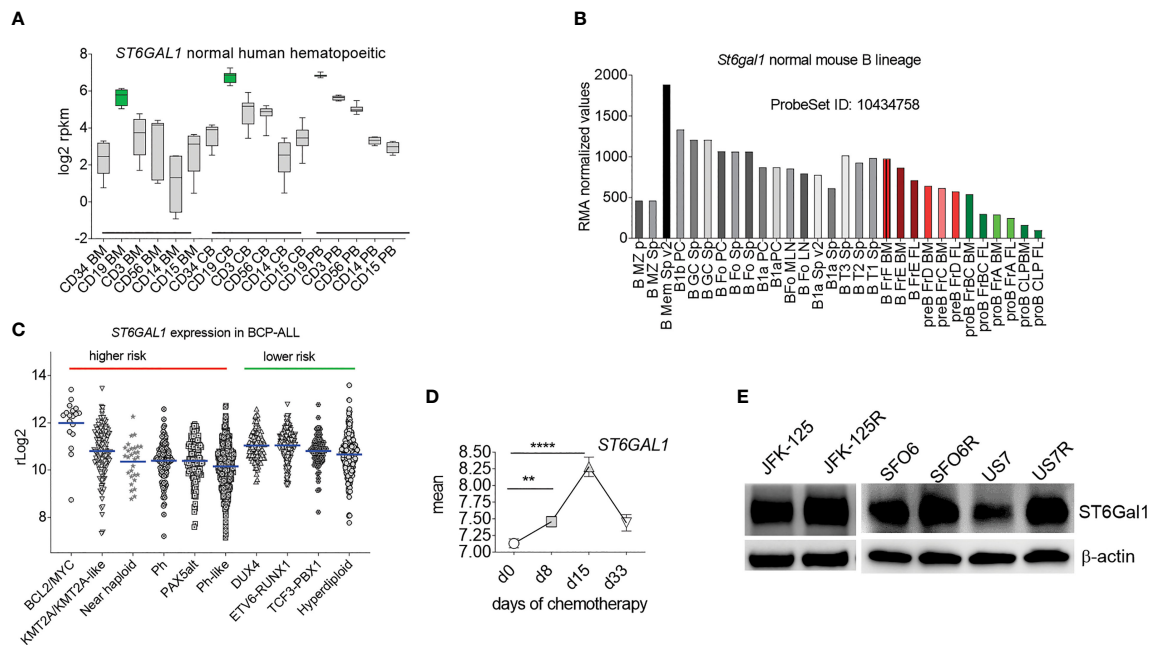 A
ST6GAL1 normal human hematopoeitic
log2 rpkm
8
6
4
2
0
-2
CD34 BM
CD19 BM
CD3 BM
CD56 BM
CD14 BM
CD15 BM
CD34 CB
CD19 CB
CD3 CB
CD56 CB
CD14 CB
CD15 CB
CD19 PB
CD3 PB
CD56 PB
CD14 PB
CD15 PB
B
St6gal1 normal mouse B lineage
ProbeSet ID: 10434758
RMA normalized values
2000
1500
1000
500
0
B MZ Sp
B MZ Sp
B Mem Sp v2
B1b PC
B GC Sp
B GC Sp
B Fo PC
B Fo Sp
B Fo Sp
B1a PC
B1aPC
BFo MLN
B Fo LN
B1a Sp v2
B1a Sp
B T3 Sp
B T2 Sp
B T1 Sp
B FrF BM
B FrE BM
B FrE FL
preB FrD BM
preB FrC BM
preB FrD FL
proB FrBC BM
proB FrBC FL
proB FrA BM
proB FrA FL
proB CLPBM
proB CLP FL
C
ST6GAL1 expression in BCP-ALL
higher risk
lower risk
rLog2
14
12
10
8
BCL2/MYC
KMT2A/KMT2A-like
Near haploid
Ph
PAX5alt
Ph-like
DUX4
ETV6-RUNX1
TCF3-PBX1
Hyperdiploid
D
ST6GAL1
mean
8.50
8.25
8.00
7.75
7.50
7.25
7.00
****
**
d0
d8
d15
d33
days of chemotherapy
E
JFK-125
JFK-125R
SFO6
SFO6R
US7
US7R
ST6Gal1
β-actin